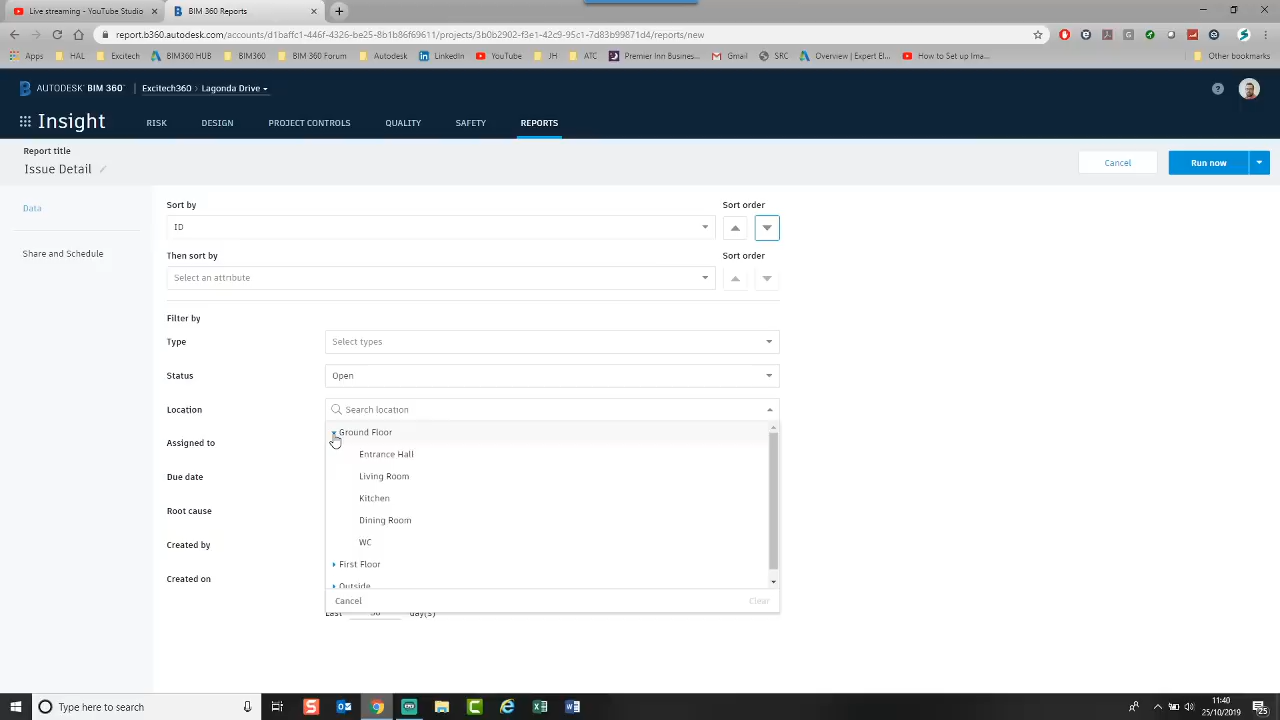 Live streaming - YouTube Studio
BIM 360 Reports
report.b360.autodesk.com/accounts/d1baffc1-446f-4326-be25-8b1b86f69611/projects/3b0b2902-f3e1-42c9-95c1-7d83b99871d4/reports/new
Apps HAL Excitech BIM360 HUB BIM360 BIM 360 Forum Autodesk LinkedIn YouTube JH ATC Premier Inn Busines... Gmail SRC Overview | Expert El... How to Set up Ima... Other bookmarks
AUTODESK® BIM 360™ Excitech360 > Lagonda Drive
Insight RISK DESIGN PROJECT CONTROLS QUALITY SAFETY REPORTS
Report title
Issue Detail
Cancel Run now
Data
Share and Schedule
Sort by Sort order
ID
Then sort by Sort order
Select an attribute
Filter by
Type Select types
Status Open
Location Search location
Ground Floor
Assigned to
Entrance Hall
Living Room
Due date
Kitchen
Root cause
Dining Room
WC
Created by
First Floor
Created on
Outside
Cancel Clear
Last 30 day(s)
Type here to search
11:40
25/10/2019